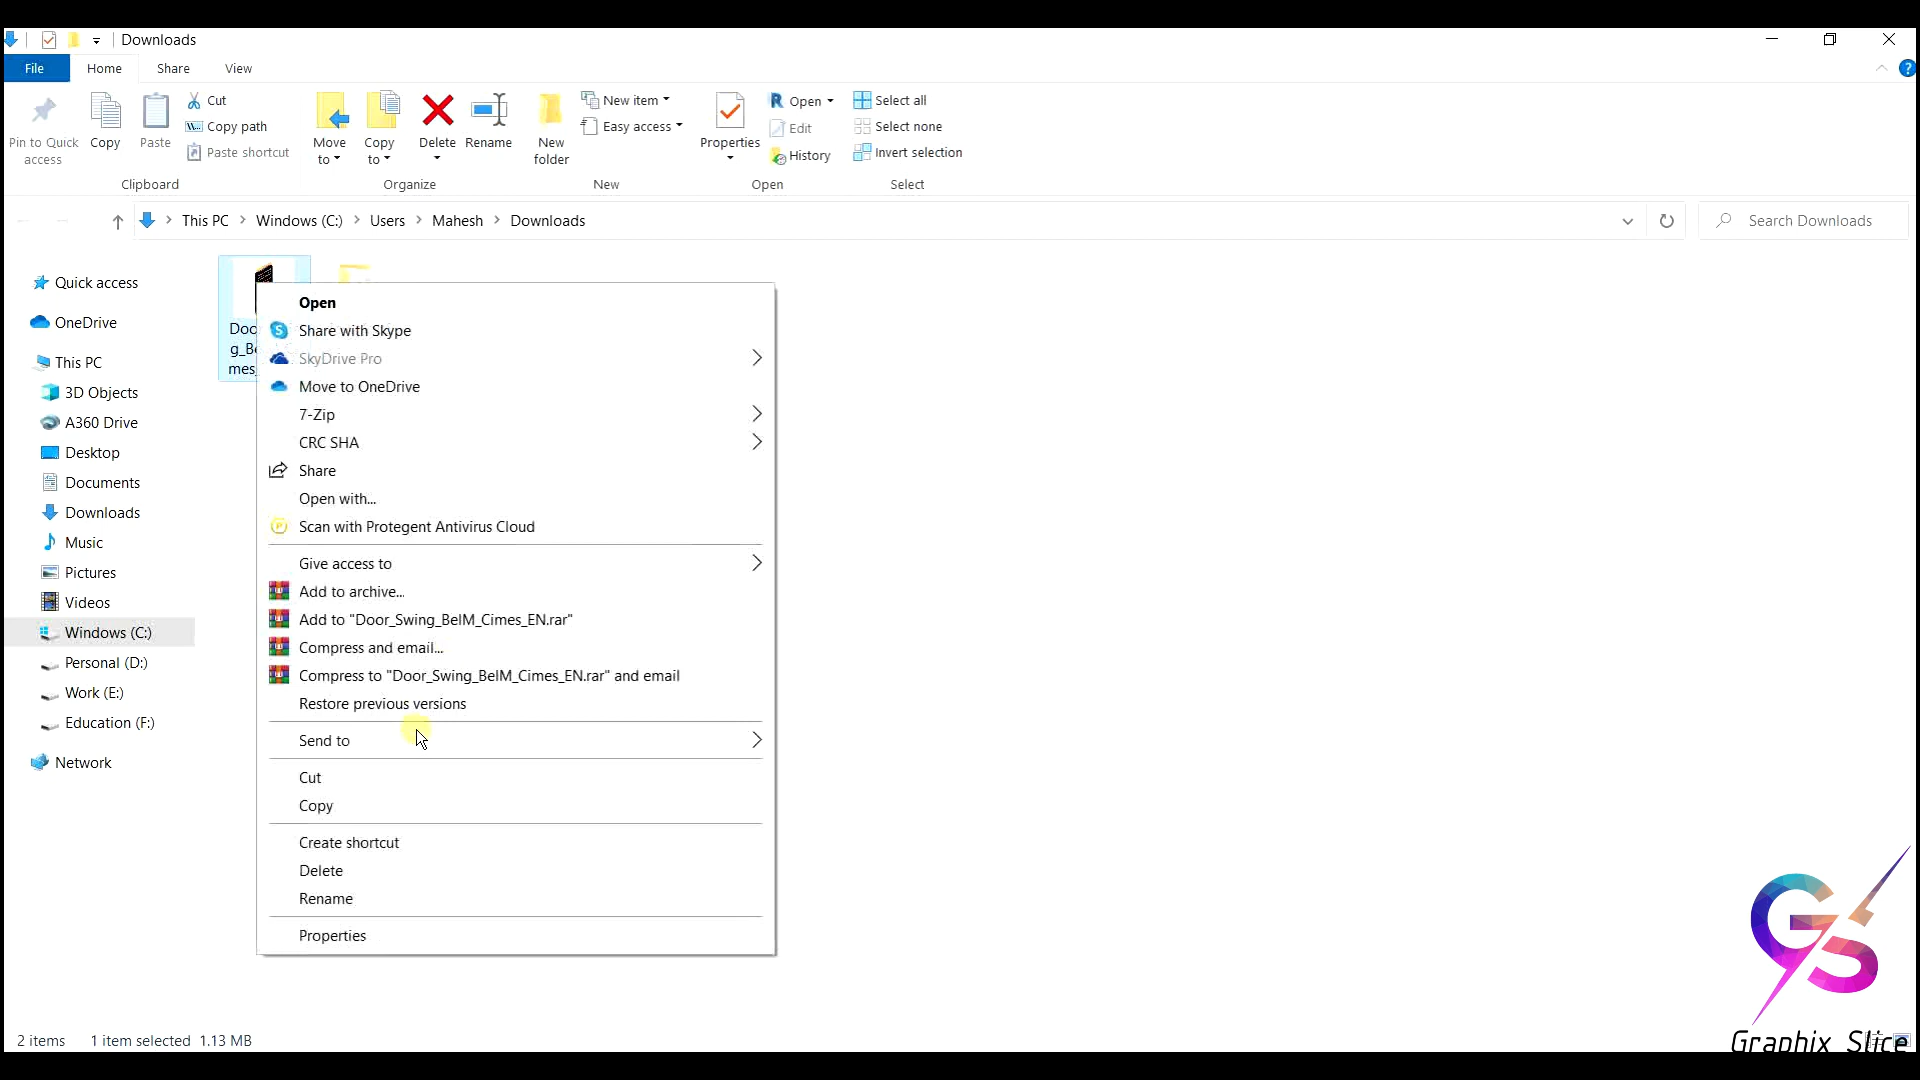 Downloads
File Home Share View
Pin to Quick access
Copy
Paste
Cut
Copy path
Paste shortcut
Clipboard
Move to
Copy to
Delete
Rename
Organize
New folder
New item
Easy access
New
Properties
Open
Edit
History
Open
Select all
Select none
Invert selection
Select
This PC Windows (C:) Users Mahesh Downloads
Search Downloads
Quick access
OneDrive
This PC
3D Objects
A360 Drive
Desktop
Documents
Downloads
Music
Pictures
Videos
Windows (C:)
Personal (D:)
Work (E:)
Education (F:)
Network
Open
Share with Skype
SkyDrive Pro
Move to OneDrive
7-Zip
CRC SHA
Share
Open with...
Scan with Protegent Antivirus Cloud
Give access to
Add to archive...
Add to "Door_Swing_BeIM_Cimes_EN.rar"
Compress and email...
Compress to "Door_Swing_BeIM_Cimes_EN.rar" and email
Restore previous versions
Send to
Cut
Copy
Create shortcut
Delete
Rename
Properties
2 items 1 item selected 1.13 MB
GS
Graphix Slice